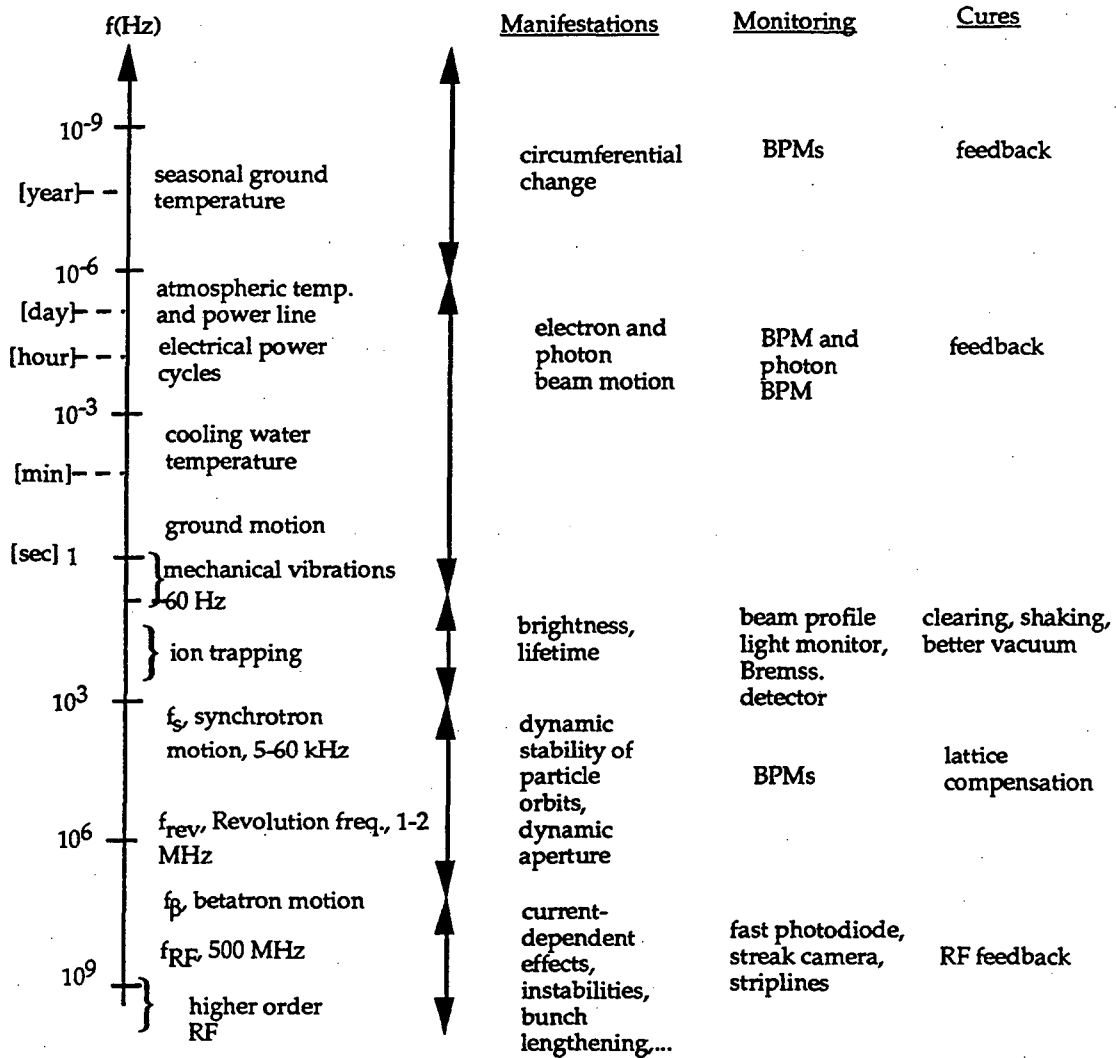 f(Hz)
Manifestations
Monitoring
Cures
10-9
[year]
seasonal ground
temperature
circumferential
change
BPMs
feedback
10-6
[day]
[hour]
atmospheric temp.
and power line
electrical power
cycles
electron and
photon
beam motion
BPM and
photon
BPM
feedback
10-3
cooling water
temperature
[min]
ground motion
[sec] 1
mechanical vibrations
60 Hz
ion trapping
brightness,
lifetime
beam profile
light monitor,
Bremss.
detector
clearing, shaking,
better vacuum
103
fs, synchrotron
motion, 5-60 kHz
frev, Revolution freq., 1-2
MHz
106
dynamic
stability of
particle
orbits,
dynamic
aperture
BPMs
lattice
compensation
fβ, betatron motion
fRF, 500 MHz
109
higher order
RF
current-
dependent
effects,
instabilities,
bunch
lengthening,...
fast photodiode,
streak camera,
striplines
RF feedback